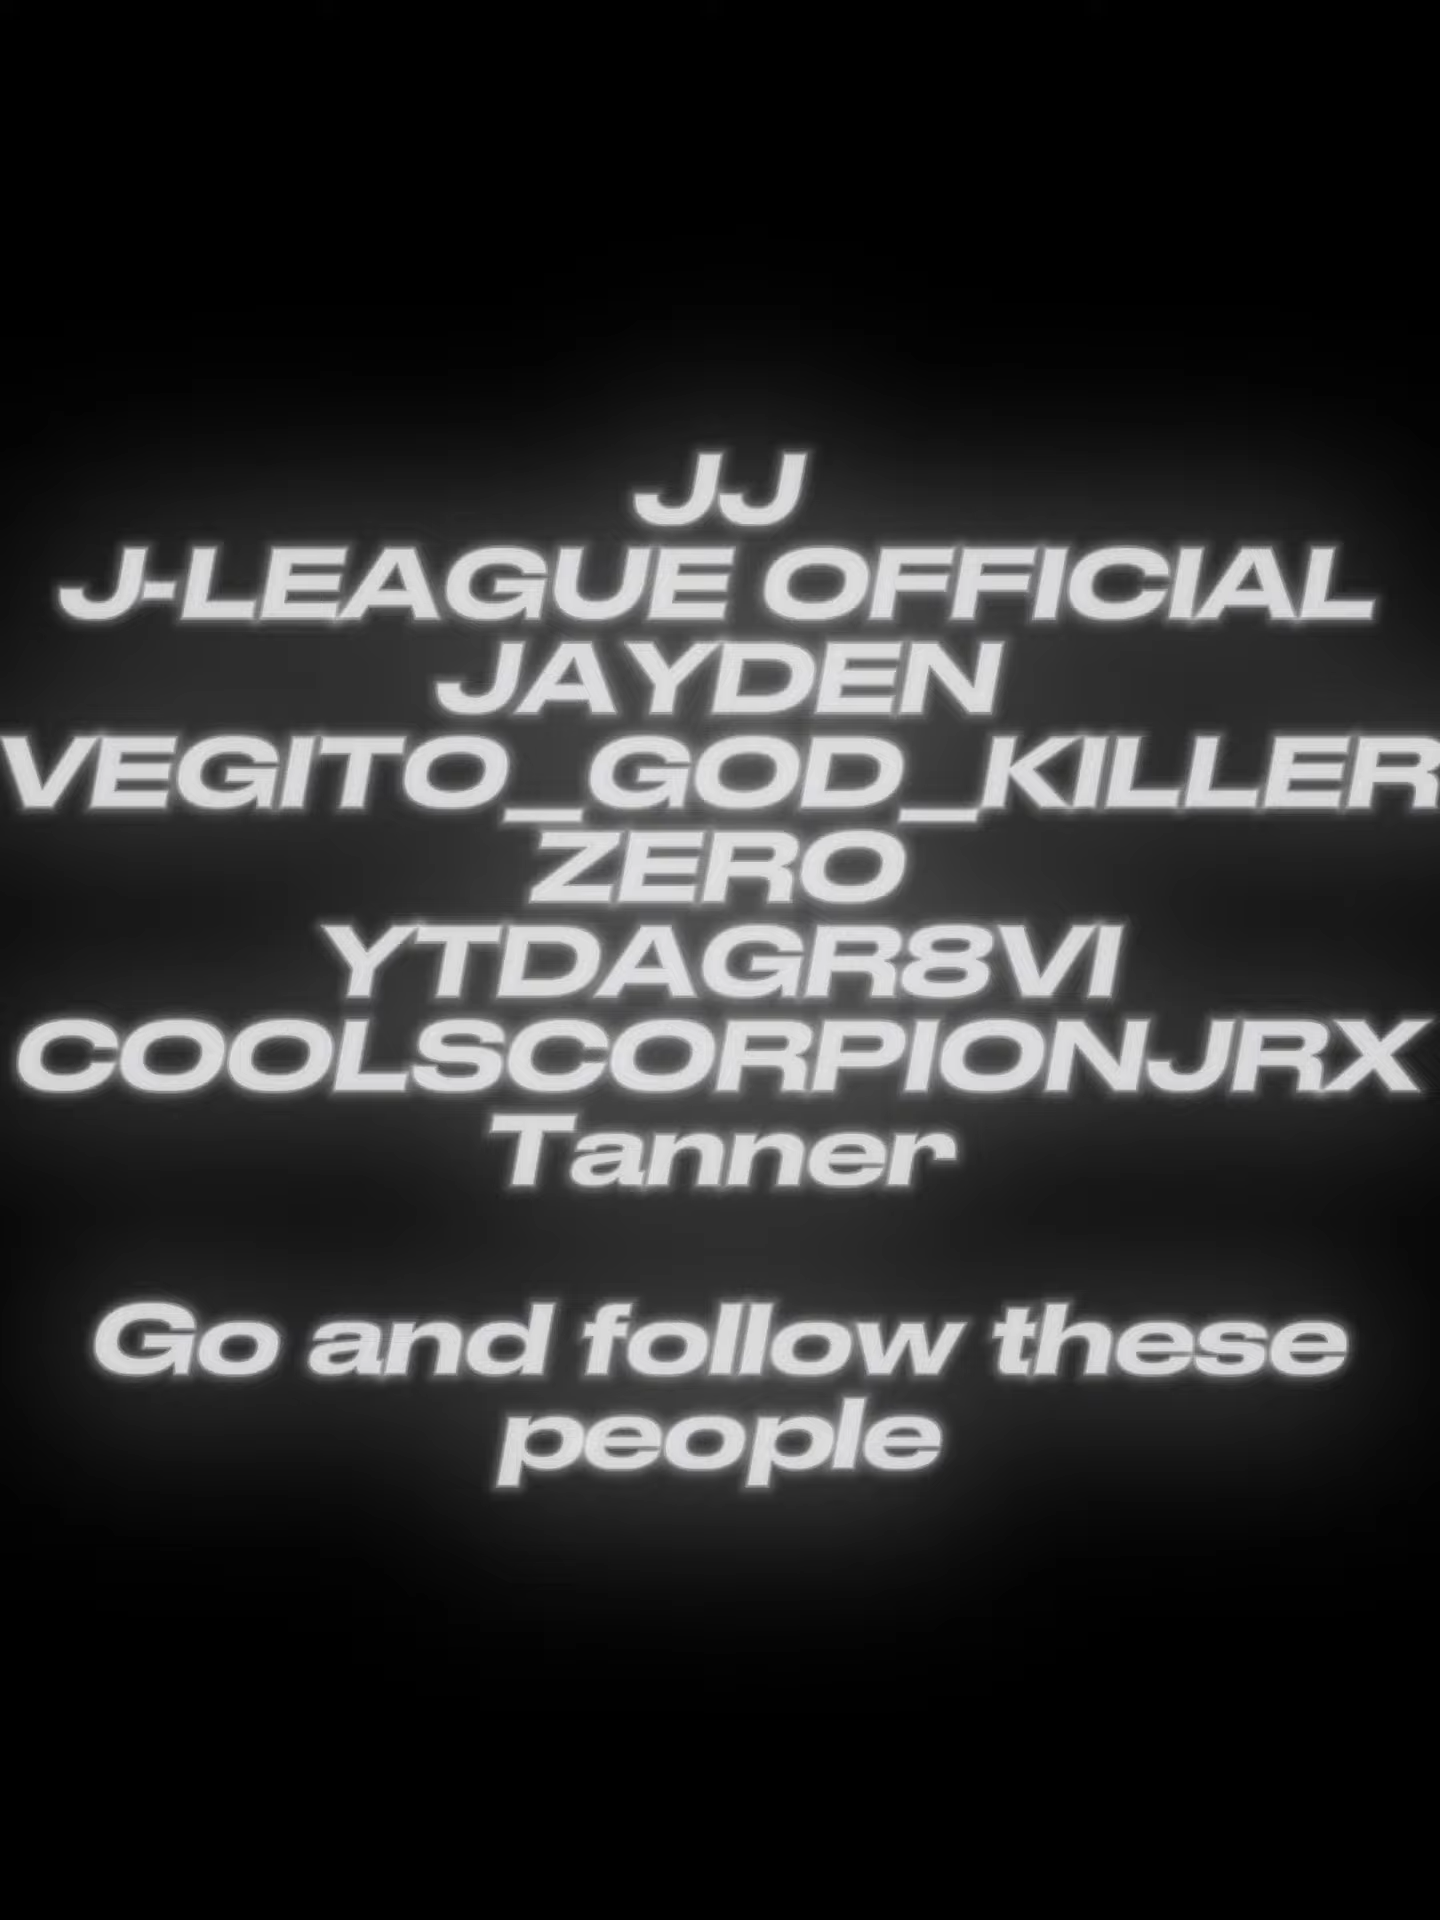 JJ
J-LEAGUE OFFICIAL
JAYDEN
VEGITO_GOD_KILLER
ZERO
YTDAGR8VI
COOLSCORPIONJRX
Tanner
Go and follow these
people